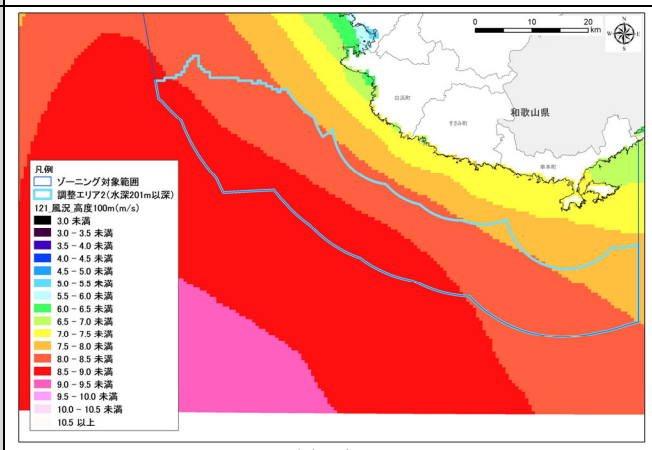 0 10 20
km
N
W E
S
白浜町
すさみ町
和歌山県
串本町
凡例
ゾーニング対象範囲
調整エリア2(水深201m以深)
121_風況_高度100m(m/s)
3.0 未満
3.0 - 3.5 未満
3.5 - 4.0 未満
4.0 - 4.5 未満
4.5 - 5.0 未満
5.0 - 5.5 未満
5.5 - 6.0 未満
6.0 - 6.5 未満
6.5 - 7.0 未満
7.0 - 7.5 未満
7.5 - 8.0 未満
8.0 - 8.5 未満
8.5 - 9.0 未満
9.0 - 9.5 未満
9.5 - 10.0 未満
10.0 - 10.5 未満
10.5 以上